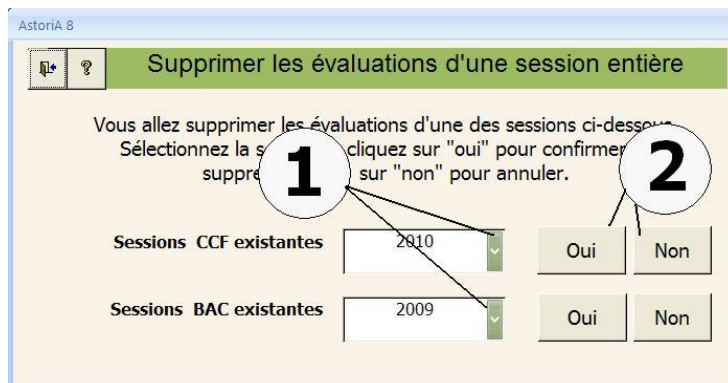 AstoriA 8
? Supprimer les évaluations d'une session entière
Vous allez supprimer les évaluations d'une des sessions ci-dessous.
Sélectionnez la cliquez sur "oui" pour confirmer
sur "non" pour annuler.
1 2
Sessions CCF existantes 2010 Oui Non
Sessions BAC existantes 2009 Oui Non